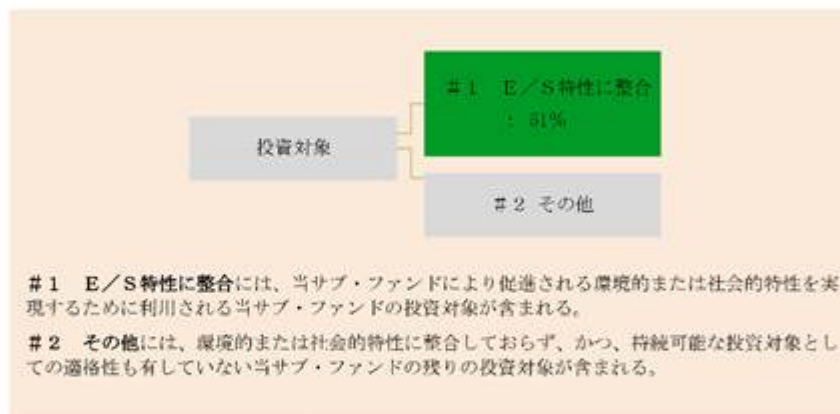 ＃１　Ｅ／Ｓ特性に整合
：51％
投資対象
＃２ その他
＃１　Ｅ／Ｓ特性に整合には、当サブ・ファンドにより促進される環境的または社会的特性を実
現するために利用される当サブ・ファンドの投資対象が含まれる。
＃２　その他には、環境的または社会的特性に整合しておらず、かつ、持続可能な投資対象とし
ての適格性も有していない当サブ・ファンドの残りの投資対象が含まれる。